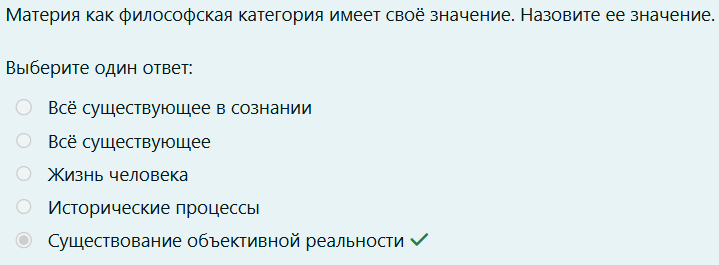 Материя как философская категория имеет своё значение. Назовите ее значение.
Выберите один ответ:
Всё существующее в сознании
Всё существующее
Жизнь человека
Исторические процессы
Существование объективной реальности